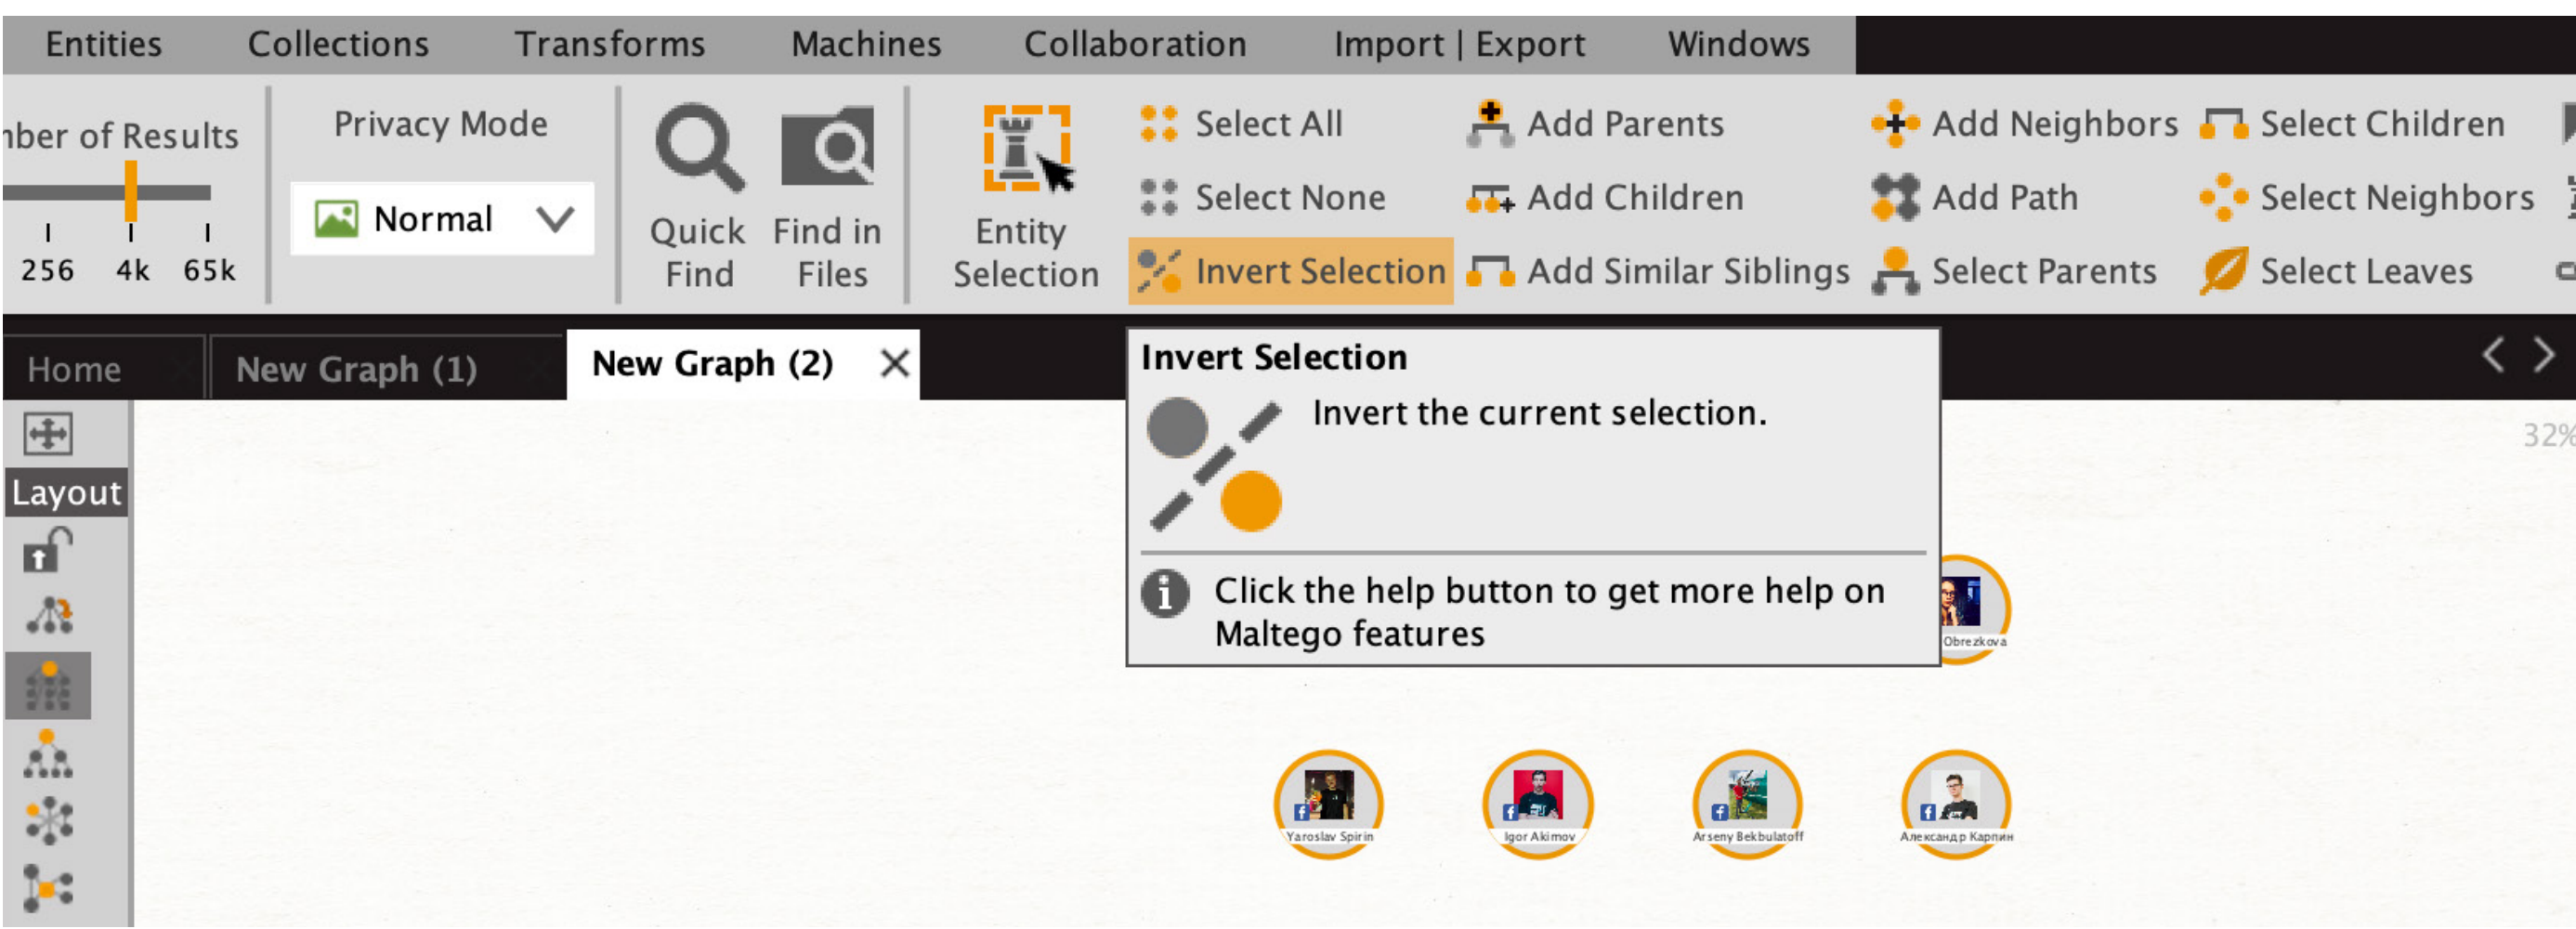 Entities Collections Transforms Machines Collaboration Import | Export Windows
nber of Results
256 4k 65k
Privacy Mode
Normal
Quick
Find
Find in
Files
Entity
Selection
Select All
Select None
Invert Selection
Add Parents
Add Children
Add Similar Siblings
Add Neighbors
Add Path
Select Parents
Select Children
Select Neighbors
Select Leaves
Home New Graph (1) New Graph (2)
Layout
32%
Invert Selection
Invert the current selection.
Click the help button to get more help on
Maltego features
Obrezkova
Yaroslav Spirin
Igor Akimov
Arseny Bekbulatoff
Александр Карпин